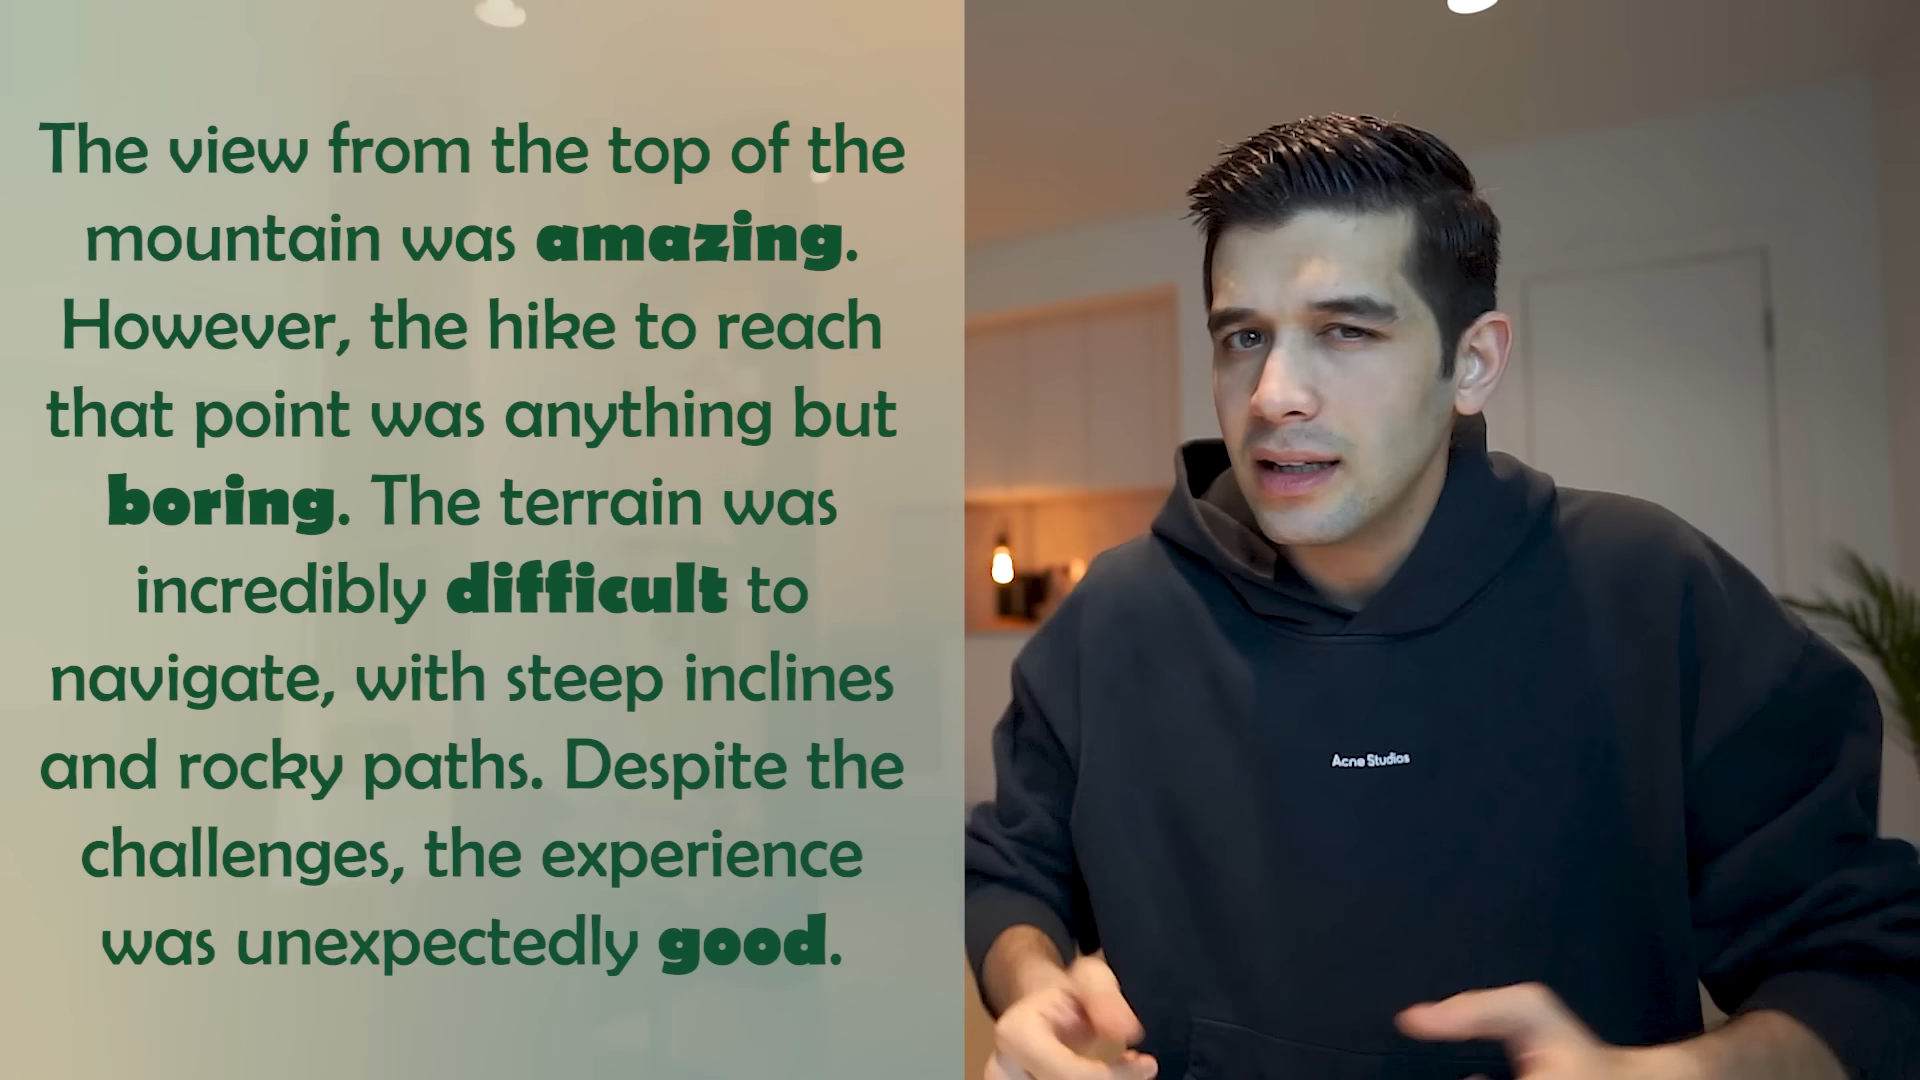 The view from the top of the
mountain was amazing.
However, the hike to reach
that point was anything but
boring. The terrain was
incredibly difficult to
navigate, with steep inclines
and rocky paths. Despite the
challenges, the experience
was unexpectedly good.
Acne Studios